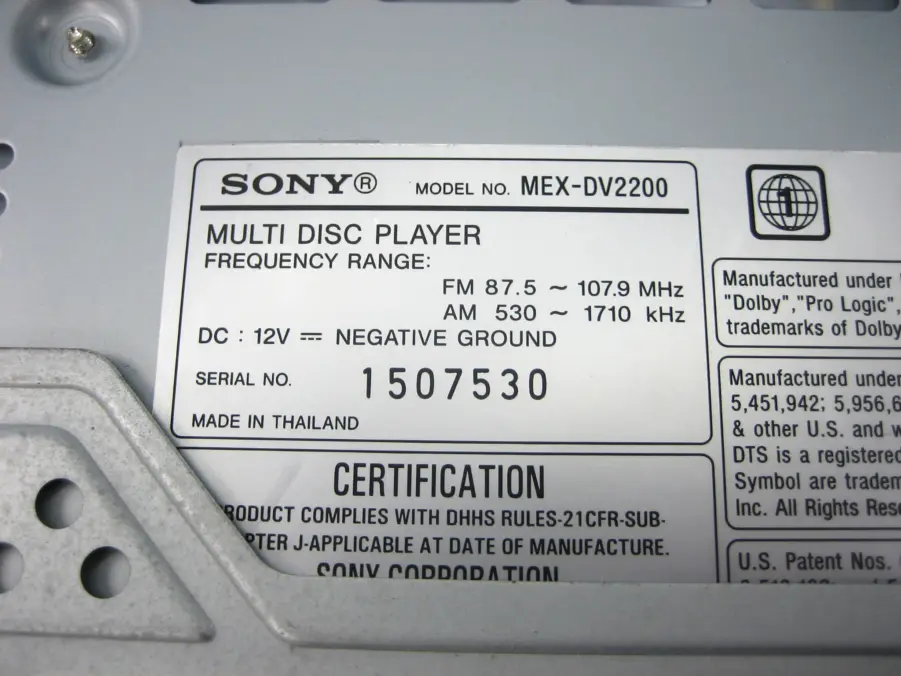 SONY® MODEL NO. MEX-DV2200
MULTI DISC PLAYER
FREQUENCY RANGE:
FM 87.5 ~ 107.9 MHz
AM 530 ~ 1710 kHz
DC : 12V ⎓ NEGATIVE GROUND
SERIAL NO. 1507530
MADE IN THAILAND
CERTIFICATION
PRODUCT COMPLIES WITH DHHS RULES-21CFR-SUB-
PTER J-APPLICABLE AT DATE OF MANUFACTURE.
SONY CORPORATION
1
Manufactured under
"Dolby","Pro Logic",
trademarks of Dolby
Manufactured under
5,451,942; 5,956,6
& other U.S. and w
DTS is a registered
Symbol are tradem
Inc. All Rights Res
U.S. Patent Nos.